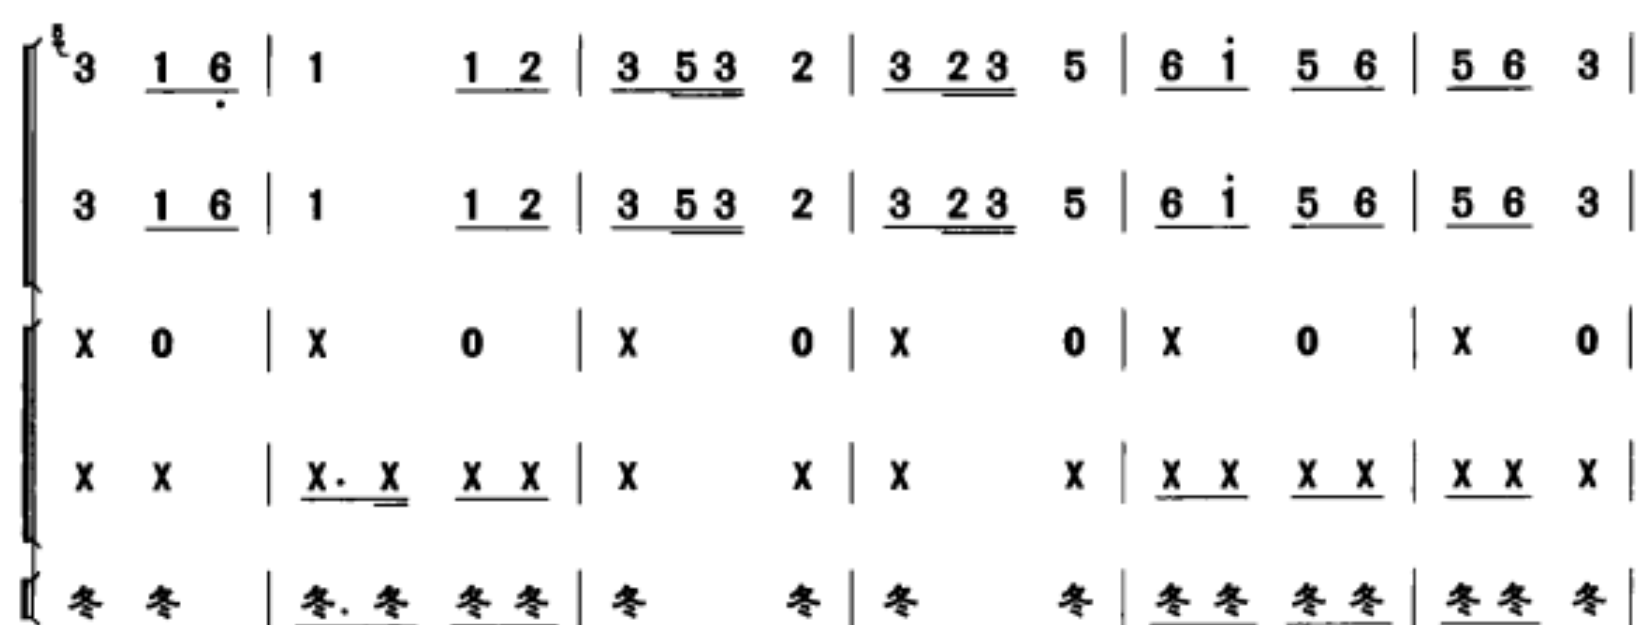 3 1 6̣ | 1 1 2 | 3 5 3 2 | 3 2 3 5 | 6 i 5 6 | 5 6 3 |
3 1 6 | 1 1 2 | 3 5 3 2 | 3 2 3 5 | 6 i 5 6 | 5 6 3 |
X 0 | X 0 | X 0 | X 0 | X 0 | X 0 |
X X | X. X X X | X X | X X | X X X X | X X X |
冬 冬 | 冬. 冬 冬 冬 | 冬 冬 | 冬 冬 | 冬 冬 冬 冬 | 冬 冬 冬 |